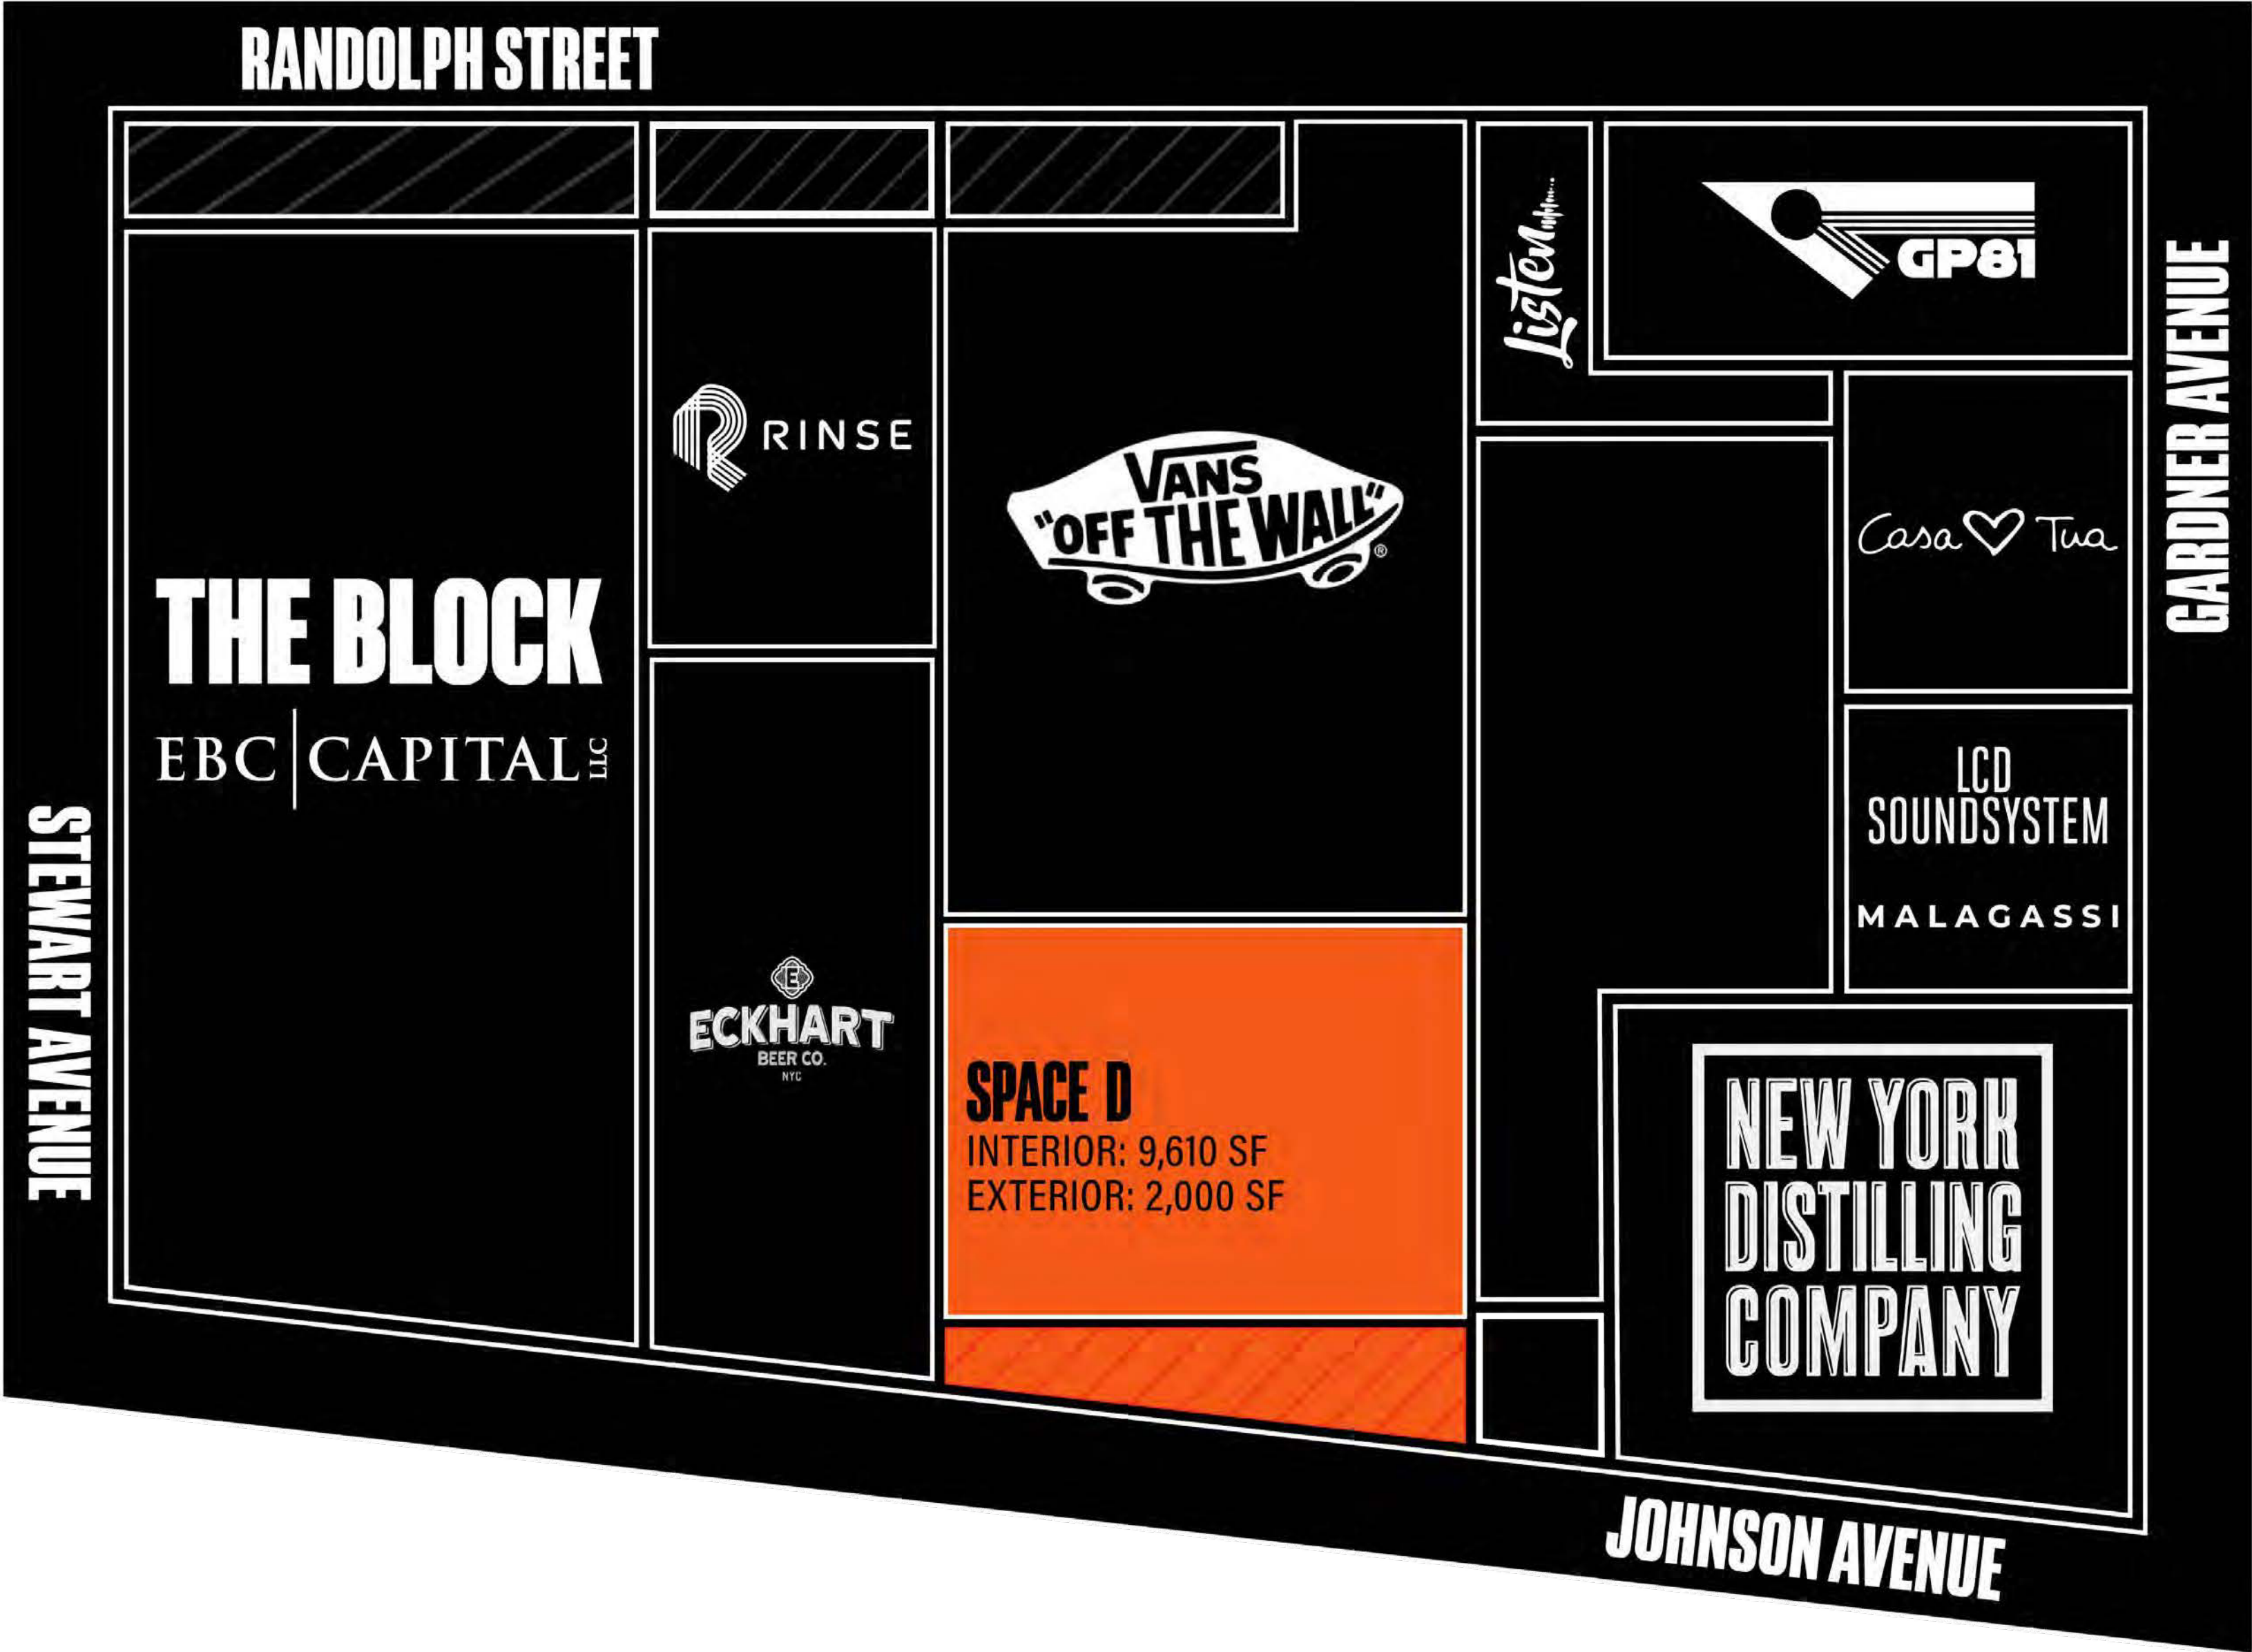 RANDOLPH STREET
Listen
GP81
GARDNER AVENUE
RINSE
VANS
"OFF THE WALL"®
Casa ♡ Tua
THE BLOCK
EBC | CAPITAL LLC
LCD
SOUNDSYSTEM
MALAGASSI
STEWART AVENUE
E
ECKHART
BEER CO.
NYC
SPACE D
INTERIOR: 9,610 SF
EXTERIOR: 2,000 SF
NEW YORK
DISTILLING
COMPANY
JOHNSON AVENUE